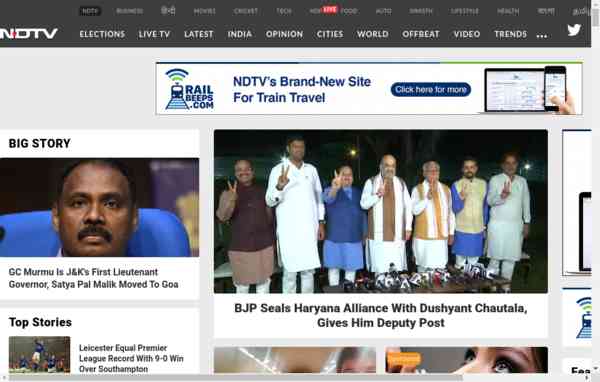 NDTV BUSINESS हिन्दी MOVIES CRICKET TECH HOP LIVE FOOD AUTO SWASTH LIFESTYLE HEALTH বাংলা தமிழ்
NDTV ELECTIONS LIVE TV LATEST INDIA OPINION CITIES WORLD OFFBEAT VIDEO TRENDS ...
RAIL
BEEPS.COM
NDTV's Brand-New Site
For Train Travel
Click here for more
BIG STORY
GC Murmu Is J&K's First Lieutenant
Governor, Satya Pal Malik Moved To Goa
BJP Seals Haryana Alliance With Dushyant Chautala,
Gives Him Deputy Post
Top Stories
Leicester Equal Premier
League Record With 9-0 Win
Over Southampton
Sponsored
RAIL
BEEPS
Fea